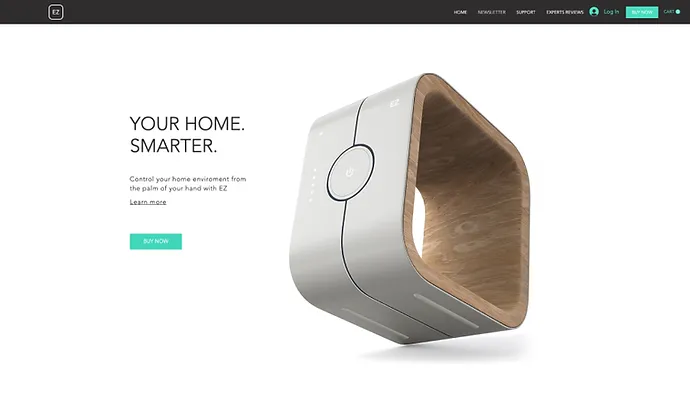 EZ
HOME
NEWSLETTER
SUPPORT
EXPERTS REVIEWS
Log In
BUY NOW
CART
YOUR HOME.
SMARTER.
Control your home enviroment from
the palm of your hand with EZ
Learn more
BUY NOW
EZ